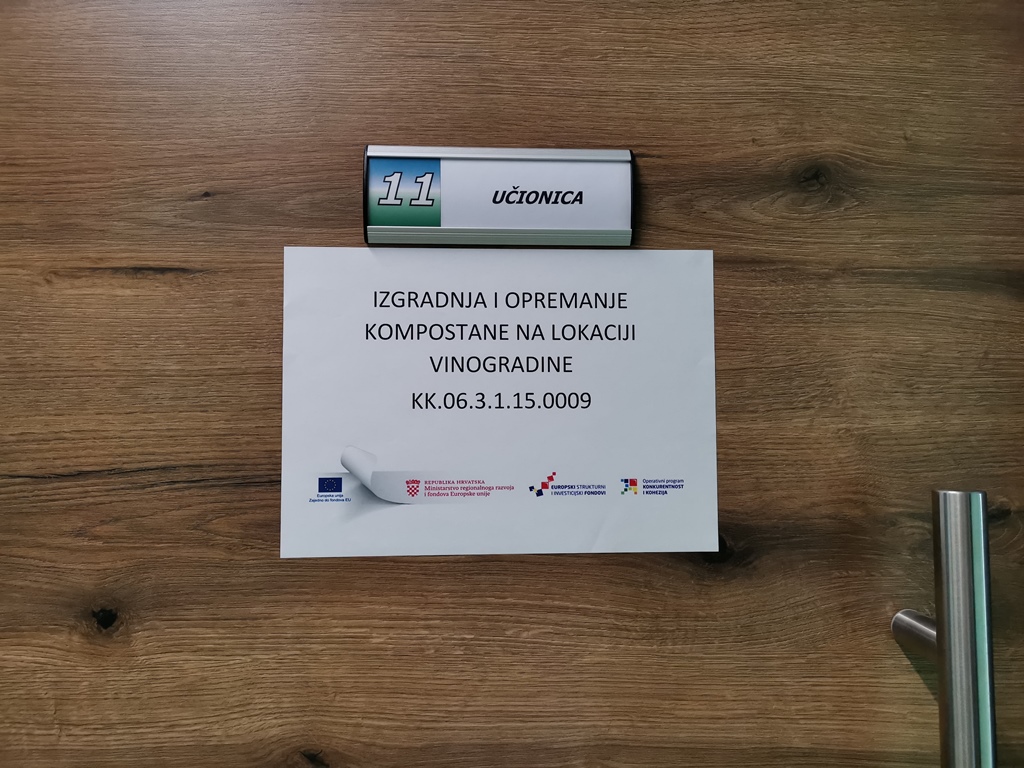 11 UČIONICA
IZGRADNJA I OPREMANJE
KOMPOSTANE NA LOKACIJI
VINOGRADINE
KK.06.3.1.15.0009
Europska unija
Zajedno do fondova EU
REPUBLIKA HRVATSKA
Ministarstvo regionalnoga razvoja
i fondova Europske unije
EUROPSKI STRUKTURNI
I INVESTICIJSKI FONDOVI
Operativni program
KONKURENTNOST
I KOHEZIJA